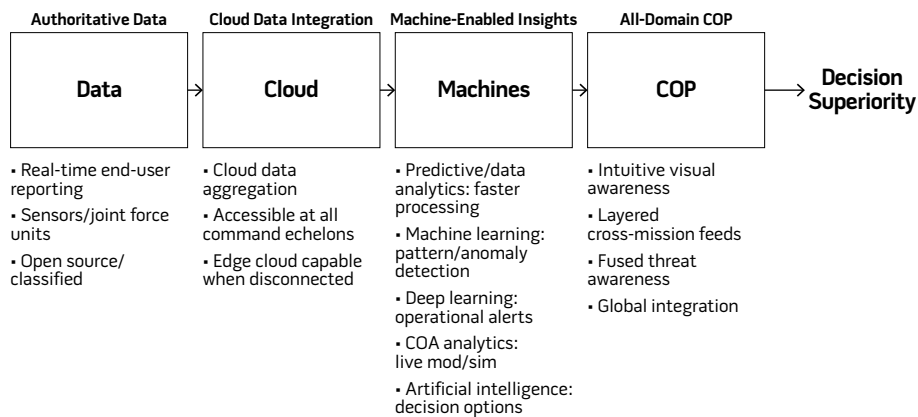 Authoritative Data
Cloud Data Integration
Machine-Enabled Insights
All-Domain COP
Data
Cloud
Machines
COP
Decision
Superiority
▪ Real-time end-user
reporting
▪ Sensors/joint force
units
▪ Open source/
classified
▪ Cloud data
aggregation
▪ Accessible at all
command echelons
▪ Edge cloud capable
when disconnected
▪ Predictive/data
analytics: faster
processing
▪ Machine learning:
pattern/anomaly
detection
▪ Deep learning:
operational alerts
▪ COA analytics:
live mod/sim
▪ Artificial intelligence:
decision options
▪ Intuitive visual
awareness
▪ Layered
cross-mission feeds
▪ Fused threat
awareness
▪ Global integration